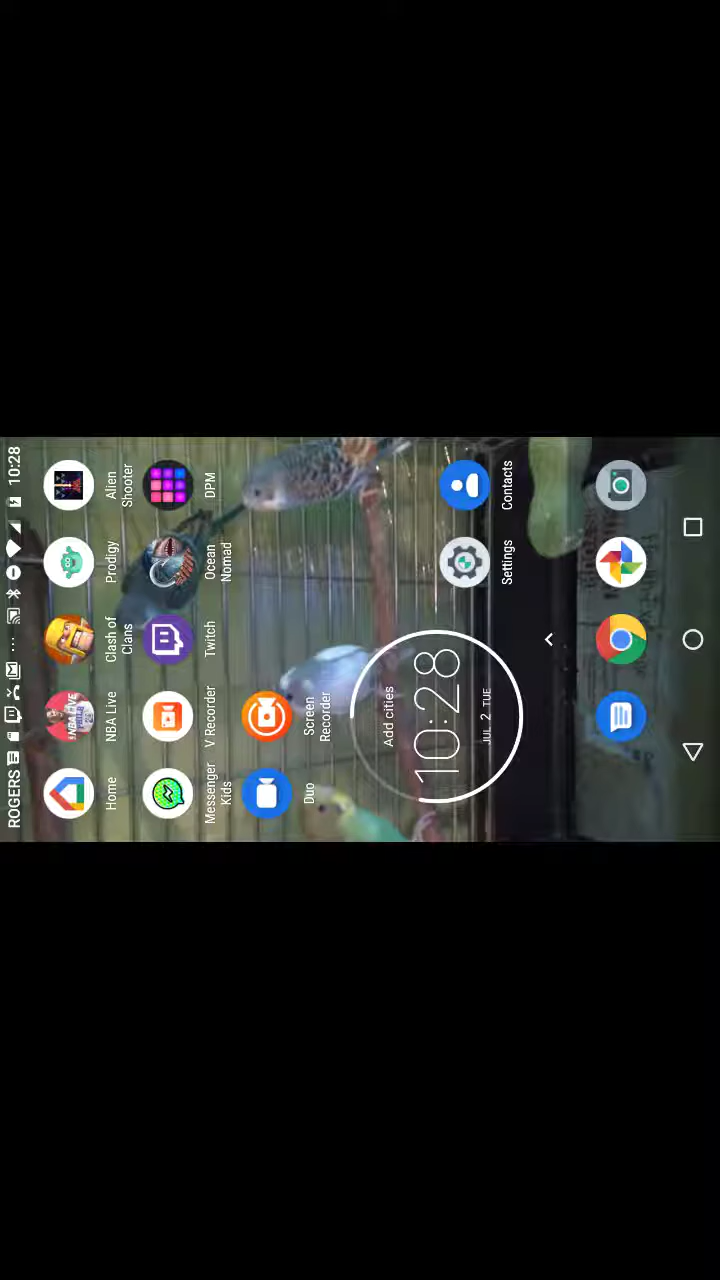 ROGERS
10:28
Home
NBA Live
Clash of
Clans
Prodigy
Alien
Shooter
Messenger
Kids
V Recorder
Twitch
Ocean
Nomad
DPM
Duo
Screen
Recorder
Add cities
10:28
JUL 2 TUE
Settings
Contacts